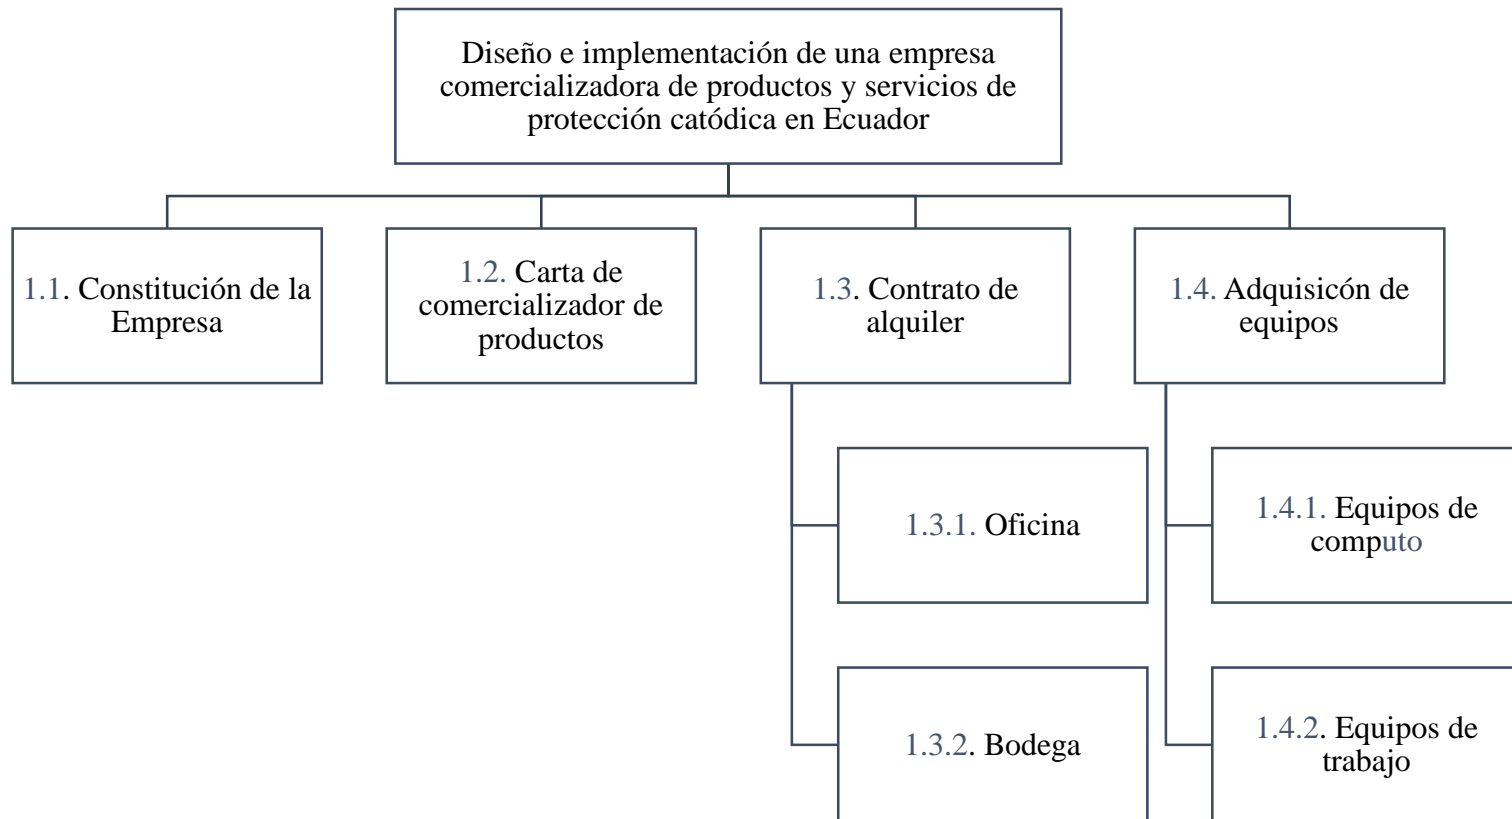 Diseño e implementación de una empresa
comercializadora de productos y servicios de
protección catódica en Ecuador
1.1. Constitución de la
Empresa
1.2. Carta de
comercializador de
productos
1.3. Contrato de
alquiler
1.4. Adquisicón de
equipos
1.3.1. Oficina
1.4.1. Equipos de
computo
1.3.2. Bodega
1.4.2. Equipos de
trabajo